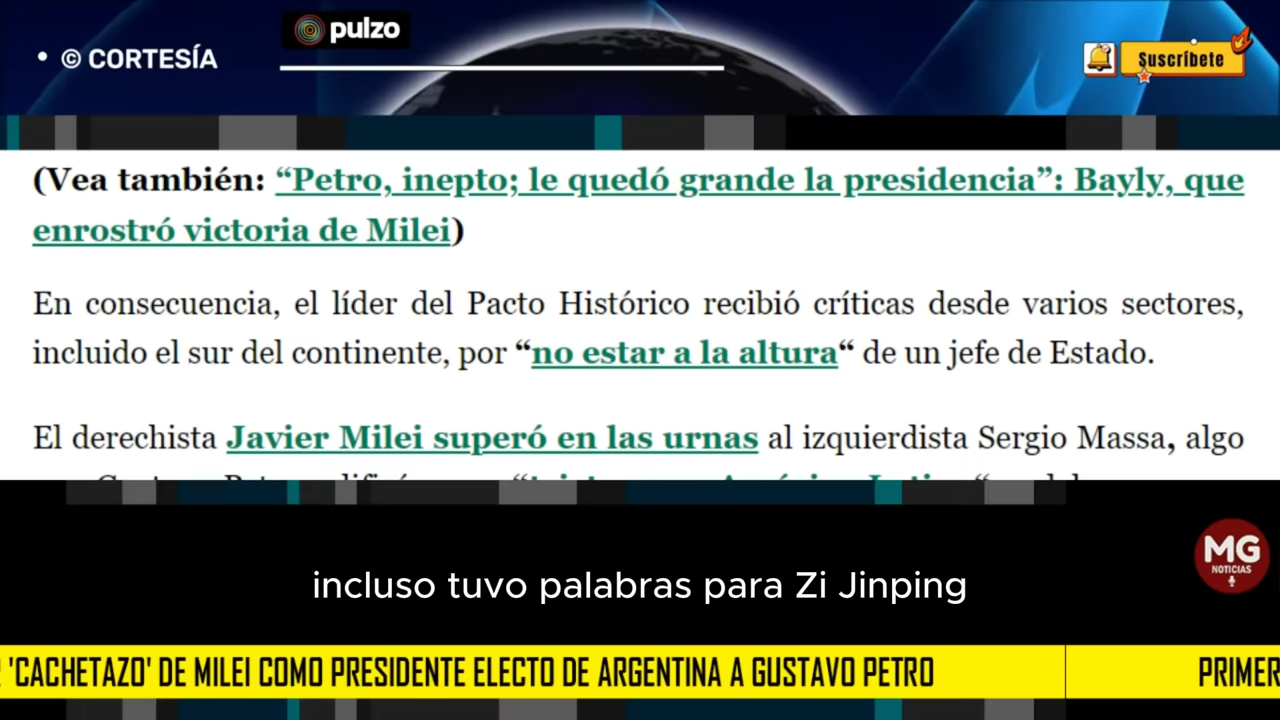 • © CORTESÍA
pulzo
Suscríbete
(Vea también: “Petro, inepto; le quedó grande la presidencia”: Bayly, que
enrostró victoria de Milei)
En consecuencia, el líder del Pacto Histórico recibió críticas desde varios sectores,
incluido el sur del continente, por “no estar a la altura“ de un jefe de Estado.
El derechista Javier Milei superó en las urnas al izquierdista Sergio Massa, algo
MG
NOTICIAS
incluso tuvo palabras para Zi Jinping
'CACHETAZO' DE MILEI COMO PRESIDENTE ELECTO DE ARGENTINA A GUSTAVO PETRO
PRIMER